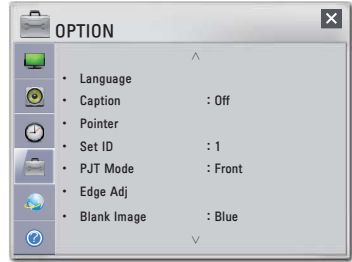 OPTION
• Language
• Caption : Off
• Pointer
• Set ID : 1
• PJT Mode : Front
• Edge Adj
• Blank Image : Blue